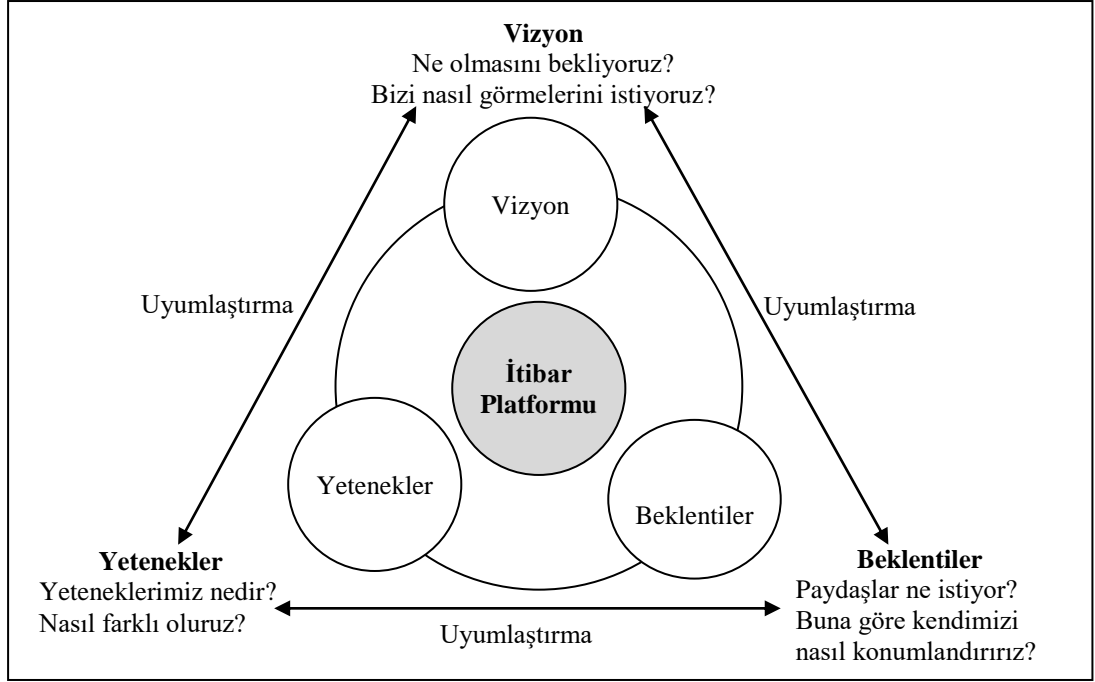 Vizyon
Ne olmasını bekliyoruz?
Bizi nasıl görmelerini istiyoruz?
Vizyon
Uyumlaştırma
Uyumlaştırma
İtibar
Platformu
Yetenekler
Beklentiler
Yetenekler
Yeteneklerimiz nedir?
Nasıl farklı oluruz?
Uyumlaştırma
Beklentiler
Paydaşlar ne istiyor?
Buna göre kendimizi
nasıl konumlandırırız?